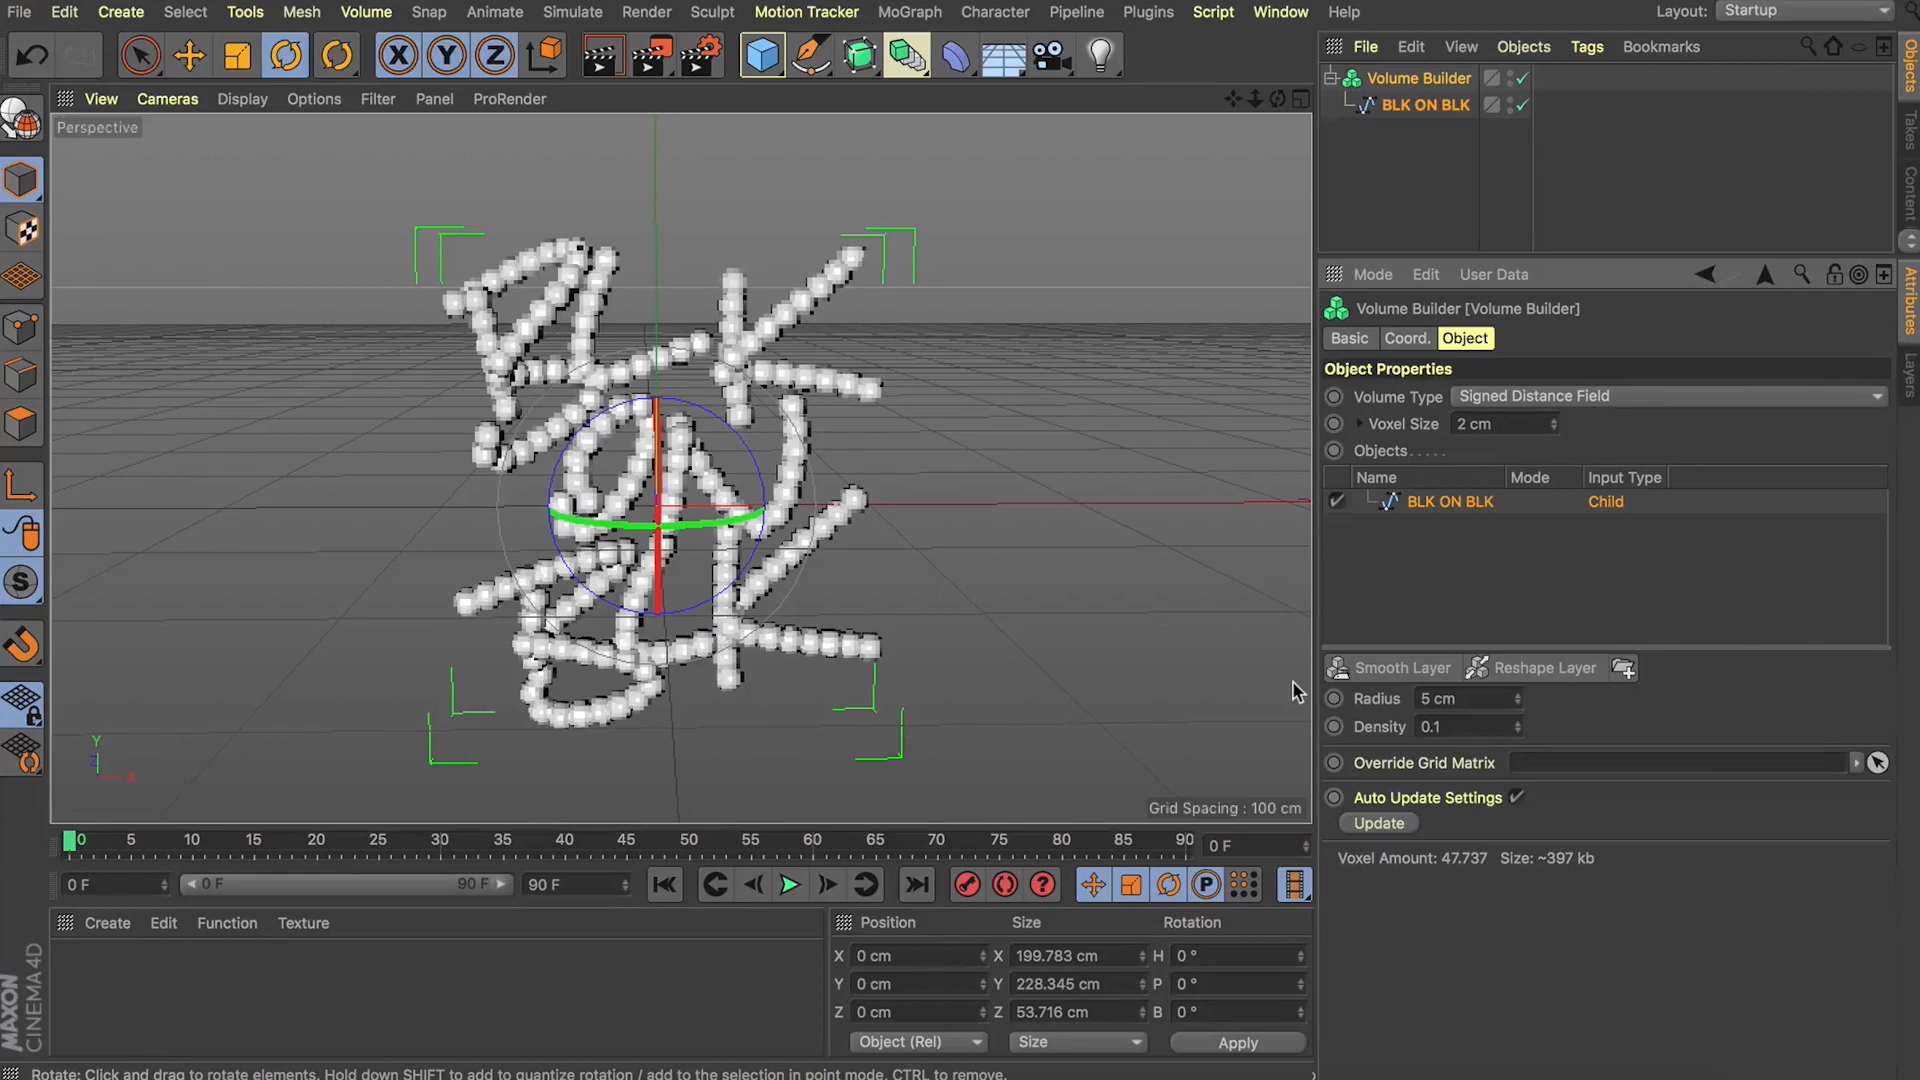 File Edit Create Select Tools Mesh Volume Snap Animate Simulate Render Sculpt Motion Tracker MoGraph Character Pipeline Plugins Script Window Help Layout: Startup
View Cameras Display Options Filter Panel ProRender
Perspective
Grid Spacing : 100 cm
Y
Z
X
0 5 10 15 20 25 30 35 40 45 50 55 60 65 70 75 80 85 90 0 F
0 F 0 F 90 F 90 F
Create Edit Function Texture
Position Size Rotation
X 0 cm X 199.783 cm H 0 °
Y 0 cm Y 228.345 cm P 0 °
Z 0 cm Z 53.716 cm B 0 °
Object (Rel) Size Apply
MAXON
CINEMA 4D
Rotate: Click and drag to rotate elements. Hold down SHIFT to add to quantize rotation / add to the selection in point mode, CTRL to remove.
File Edit View Objects Tags Bookmarks
Volume Builder
BLK ON BLK
Mode Edit User Data
Volume Builder [Volume Builder]
Basic Coord. Object
Object Properties
Volume Type Signed Distance Field
Voxel Size 2 cm
Objects . . . . .
Name Mode Input Type
BLK ON BLK Child
Smooth Layer Reshape Layer
Radius 5 cm
Density 0.1
Override Grid Matrix
Auto Update Settings
Update
Voxel Amount: 47.737 Size: ~397 kb
Objects
Takes
Content
Attributes
Layers